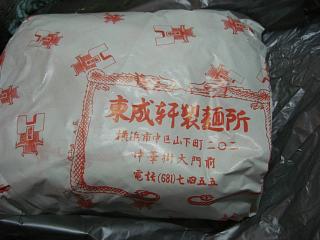 東成軒製麺所
横浜市中区山下町二〇二
中華街大門前
電話(681)七四五五